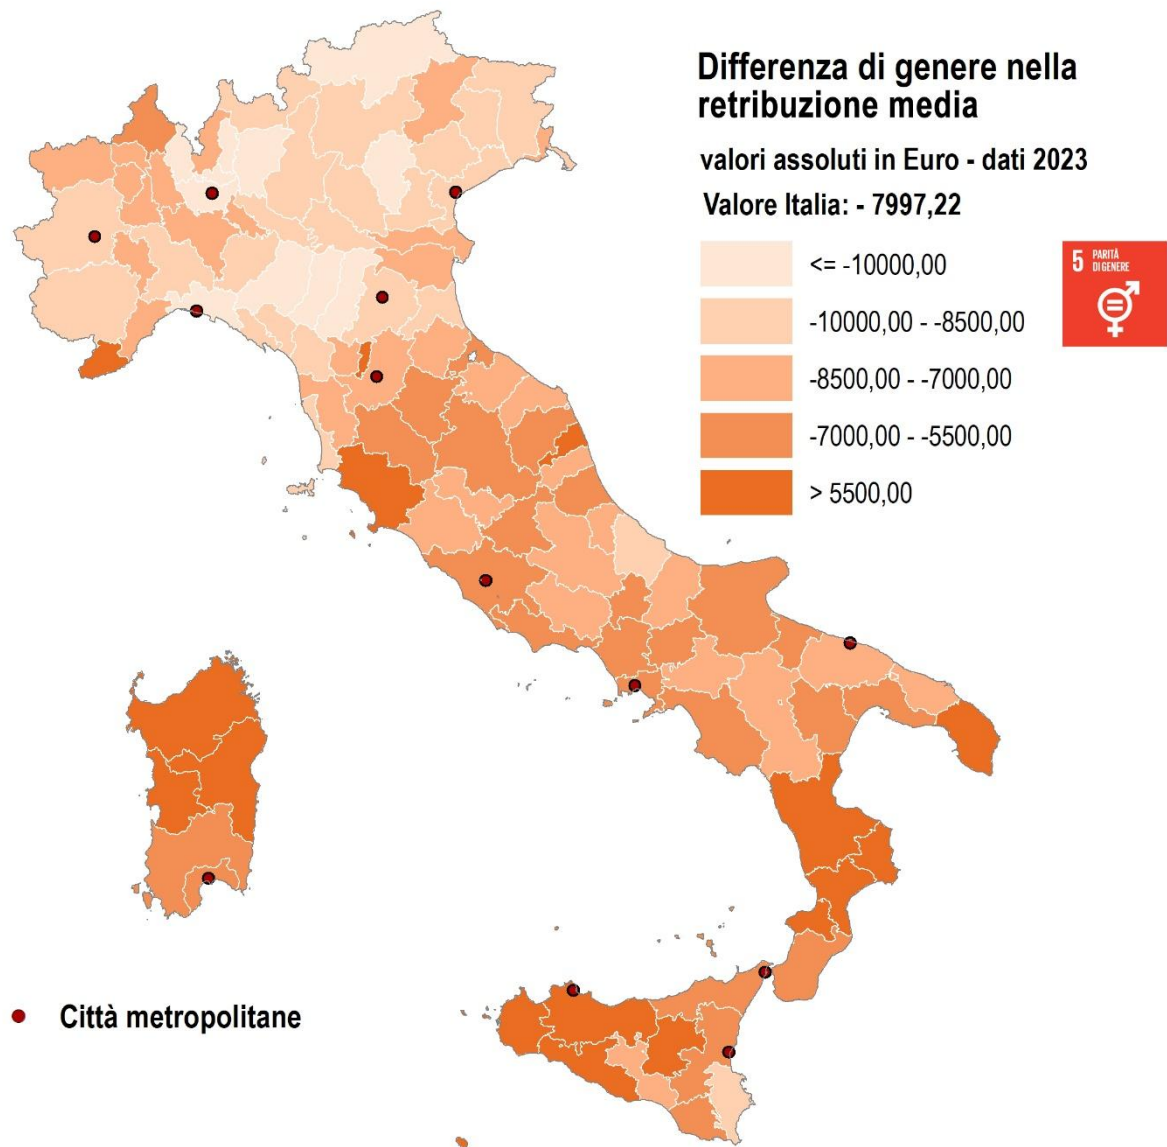 Differenza di genere nella
retribuzione media
valori assoluti in Euro - dati 2023
Valore Italia: - 7997,22
<= -10000,00
-10000,00 - -8500,00
-8500,00 - -7000,00
-7000,00 - -5500,00
> 5500,00
5 PARITÀ
DI GENERE
Città metropolitane